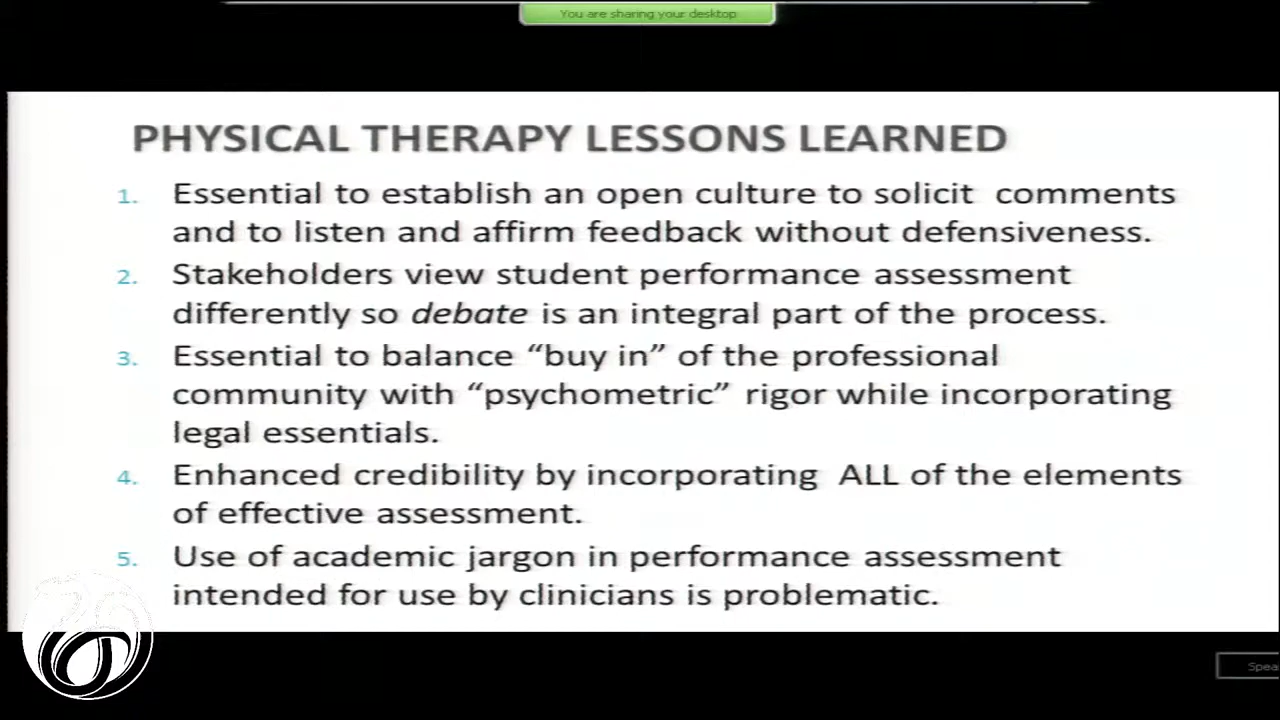 You are sharing your desktop
PHYSICAL THERAPY LESSONS LEARNED
1. Essential to establish an open culture to solicit comments
and to listen and affirm feedback without defensiveness.
2. Stakeholders view student performance assessment
differently so debate is an integral part of the process.
3. Essential to balance “buy in” of the professional
community with “psychometric” rigor while incorporating
legal essentials.
4. Enhanced credibility by incorporating ALL of the elements
of effective assessment.
5. Use of academic jargon in performance assessment
intended for use by clinicians is problematic.
Spea